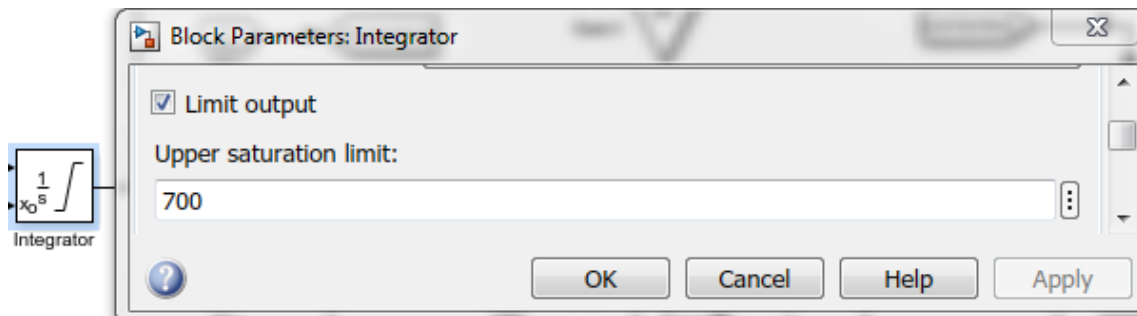 Block Parameters: Integrator
Limit output
Upper saturation limit:
700
1
s
x₀
Integrator
OK Cancel Help Apply